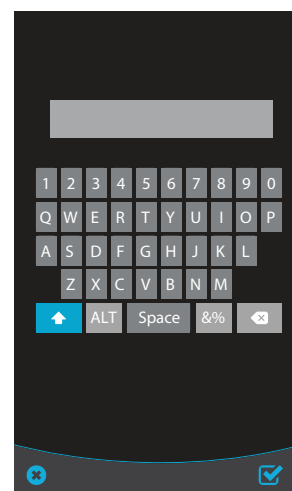 1 2 3 4 5 6 7 8 9 0
Q W E R T Y U I O P
A S D F G H J K L
Z X C V B N M
ALT Space &%